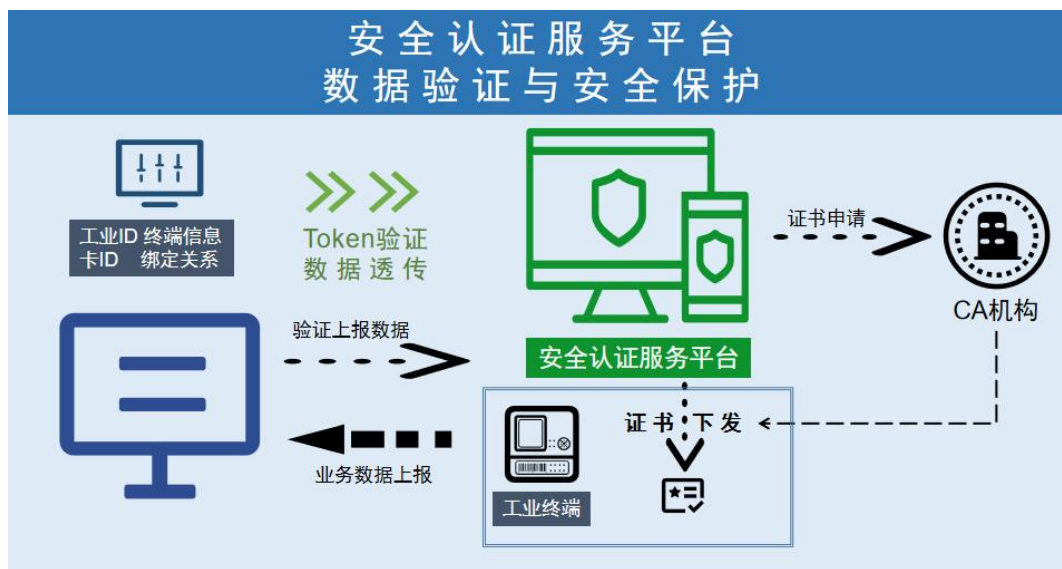 安全认证服务平台
数据验证与安全保护
工业ID 终端信息
卡ID 绑定关系
Token验证
数据透传
证书申请
CA机构
验证上报数据
安全认证服务平台
证书下发
业务数据上报
工业终端